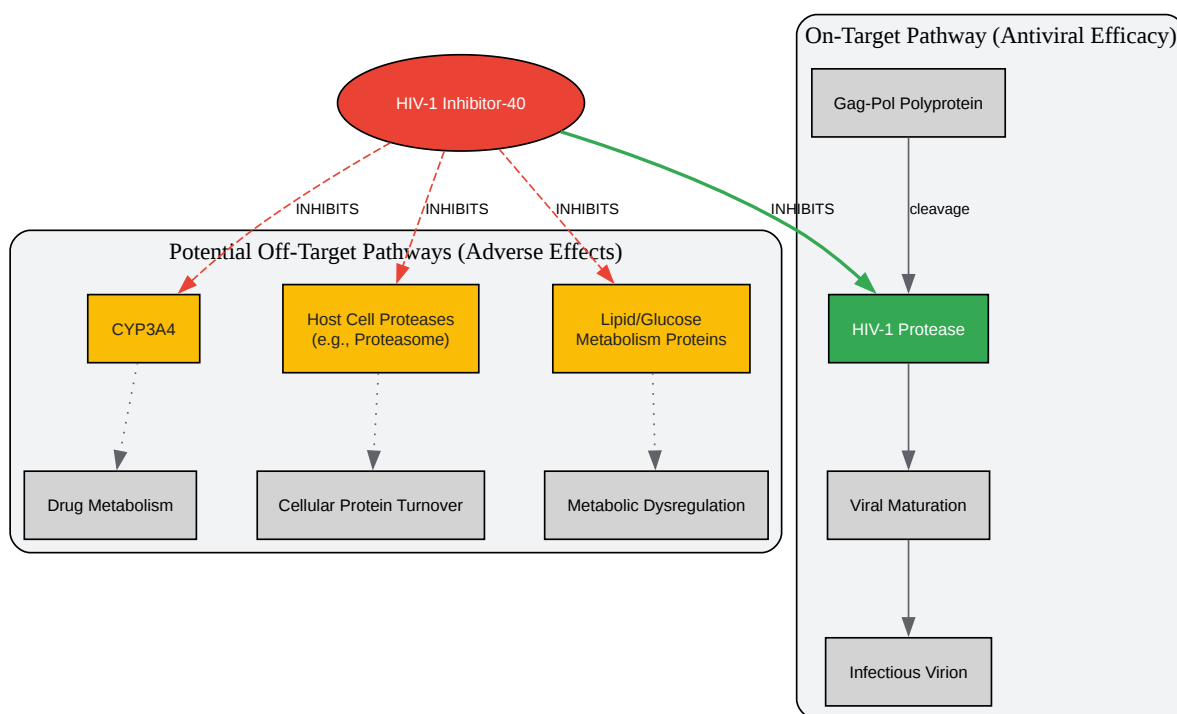 On-Target Pathway (Antiviral Efficacy)
HIV-1 Inhibitor-40
Gag-Pol Polyprotein
INHIBITS
INHIBITS
INHIBITS
INHIBITS
cleavage
Potential Off-Target Pathways (Adverse Effects)
CYP3A4
Host Cell Proteases
(e.g., Proteasome)
Lipid/Glucose
Metabolism Proteins
HIV-1 Protease
Drug Metabolism
Cellular Protein Turnover
Metabolic Dysregulation
Viral Maturation
Infectious Virion